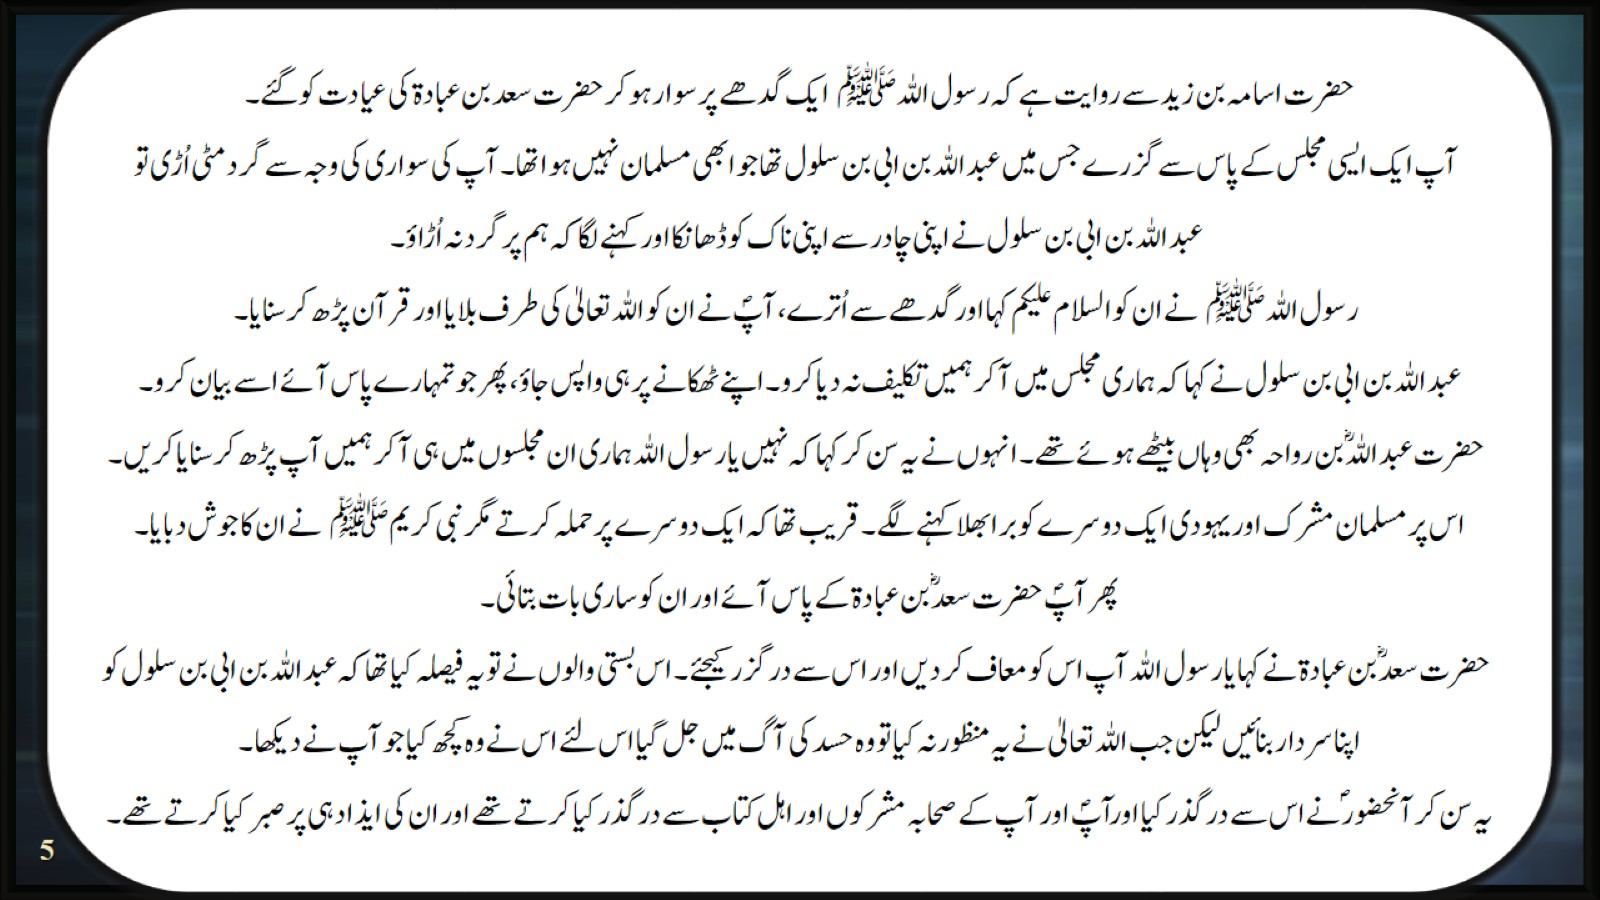 حضرت اسامہ بن زید سے روایت ہے کہ رسول اللہ ﷺ ایک گدھے پر سوار ہو کر حضرت سعد بن عبادة کی عیادت کو گئے۔
آپ ایک ایسی مجلس کے پاس سے گزرے جس میں عبد اللہ بن ابی بن سلول تھا جو ابھی مسلمان نہیں ہوا تھا۔ آپ کی سواری کی وجہ سے گرد مٹی اُڑی تو
عبد اللہ بن ابی بن سلول نے اپنی چادر سے اپنی ناک کو ڈھانکا اور کہنے لگا کہ ہم پر گرد نہ اُڑاؤ۔
رسول اللہ ﷺ نے ان کو السلام علیکم کہا اور گدھے سے اُترے، آپؐ نے ان کو اللہ تعالیٰ کی طرف بلایا اور قرآن پڑھ کر سنایا۔
عبد اللہ بن ابی بن سلول نے کہا کہ ہماری مجلس میں آ کر ہمیں تکلیف نہ دیا کرو۔ اپنے ٹھکانے پر ہی واپس جاؤ، پھر جو تمہارے پاس آئے اسے بیان کرو۔
حضرت عبد اللہؓ بن رواحہ بھی وہاں بیٹھے ہوئے تھے۔ انہوں نے یہ سن کر کہا کہ نہیں یا رسول اللہ ہماری ان مجلسوں میں ہی آ کر ہمیں آپ پڑھ کر سنایا کریں۔
اس پر مسلمان مشرک اور یہودی ایک دوسرے کو برا بھلا کہنے لگے۔ قریب تھا کہ ایک دوسرے پر حملہ کرتے مگر نبی کریم ﷺ نے ان کا جوش دبایا۔
پھر آپؐ حضرت سعدؓ بن عبادة کے پاس آئے اور ان کو ساری بات بتائی۔
حضرت سعدؓ بن عبادة نے کہا یا رسول اللہ آپ اس کو معاف کر دیں اور اس سے درگزر کیجئے۔ اس بستی والوں نے تو یہ فیصلہ کیا تھا کہ عبد اللہ بن ابی بن سلول کو
اپنا سردار بنائیں لیکن جب اللہ تعالیٰ نے یہ منظور نہ کیا تو وہ حسد کی آگ میں جل گیا اس لئے اس نے وہ کچھ کیا جو آپ نے دیکھا۔
یہ سن کر آنحضورؐ نے اس سے درگذر کیا اور آپؐ اور آپ کے صحابہ مشرکوں اور اہل کتاب سے درگذر کیا کرتے تھے اور ان کی ایذا دہی پر صبر کیا کرتے تھے۔
5